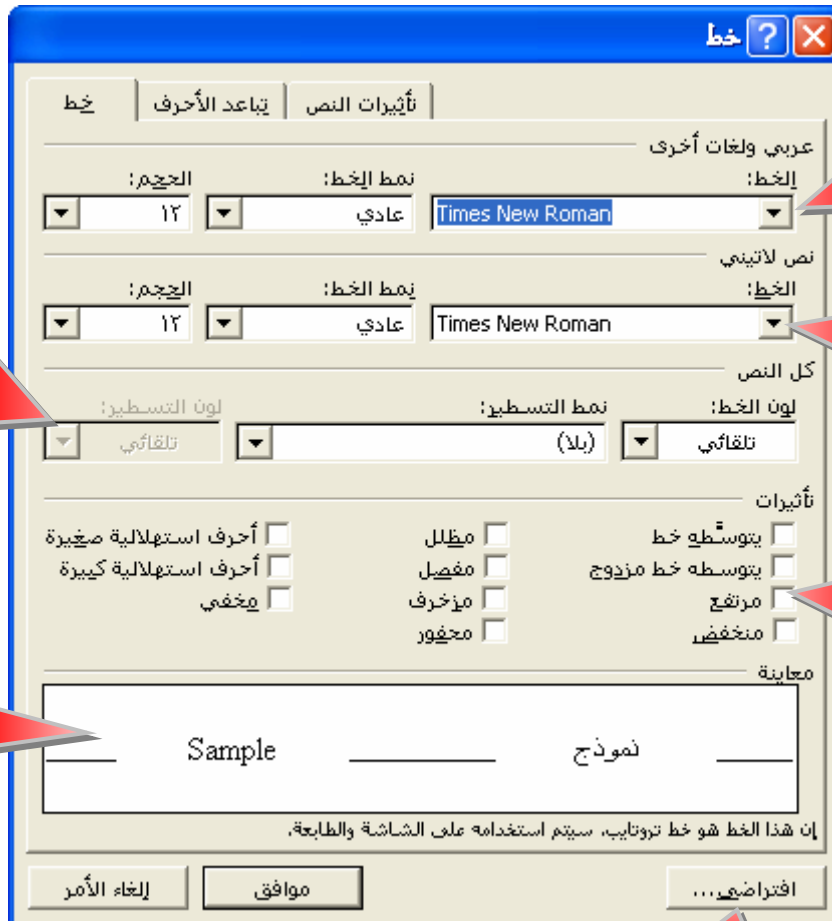 خط
خط تباعد الأحرف تأثيرات النص
عربي ولغات أخرى
الخط: نمط الخط: الحجم:
Times New Roman عادي ١٢
نص لاتيني
الخط: نمط الخط: الحجم:
Times New Roman عادي ١٢
كل النص
لون الخط: نمط التسطير: لون التسطير:
تلقائي (بلا) تلقائي
تأثيرات
يتوسطه خط مظلل أحرف استهلالية صغيرة
يتوسطه خط مزدوج مفصل أحرف استهلالية كبيرة
مرتفع مزخرف مخفي
منخفض محفور
معاينة
نموذج Sample
إن هذا الخط هو خط تروتايب، سيتم استخدامه على الشاشة والطابعة.
افتراضي... موافق إلغاء الأمر